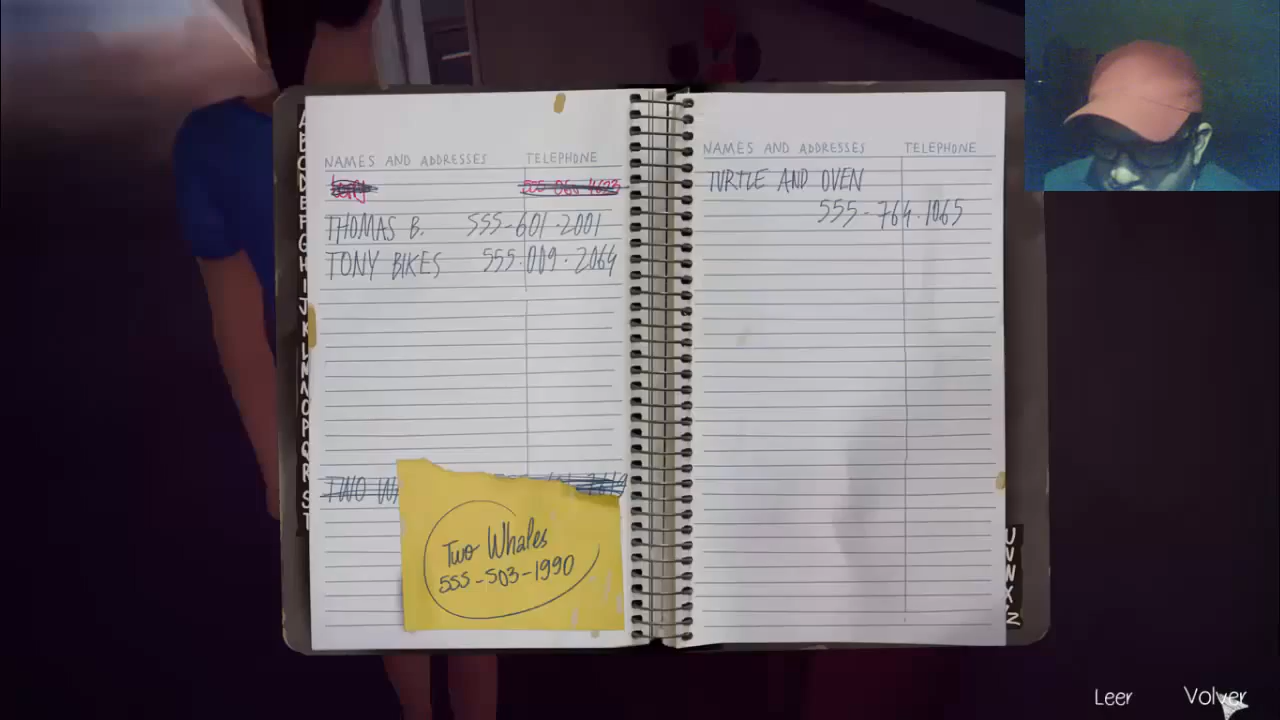 NAMES AND ADDRESSES TELEPHONE
THOMAS B. 555-601-2001
TONY BIKES 555-009-2064
TWO
Two Whales
555-503-1990
A
B
C
D
E
F
G
H
I
J
K
L
M
N
O
P
Q
R
S
T
NAMES AND ADDRESSES TELEPHONE
TURTLE AND OVEN
555-764-1065
U
V
W
X
Z
Leer Volver